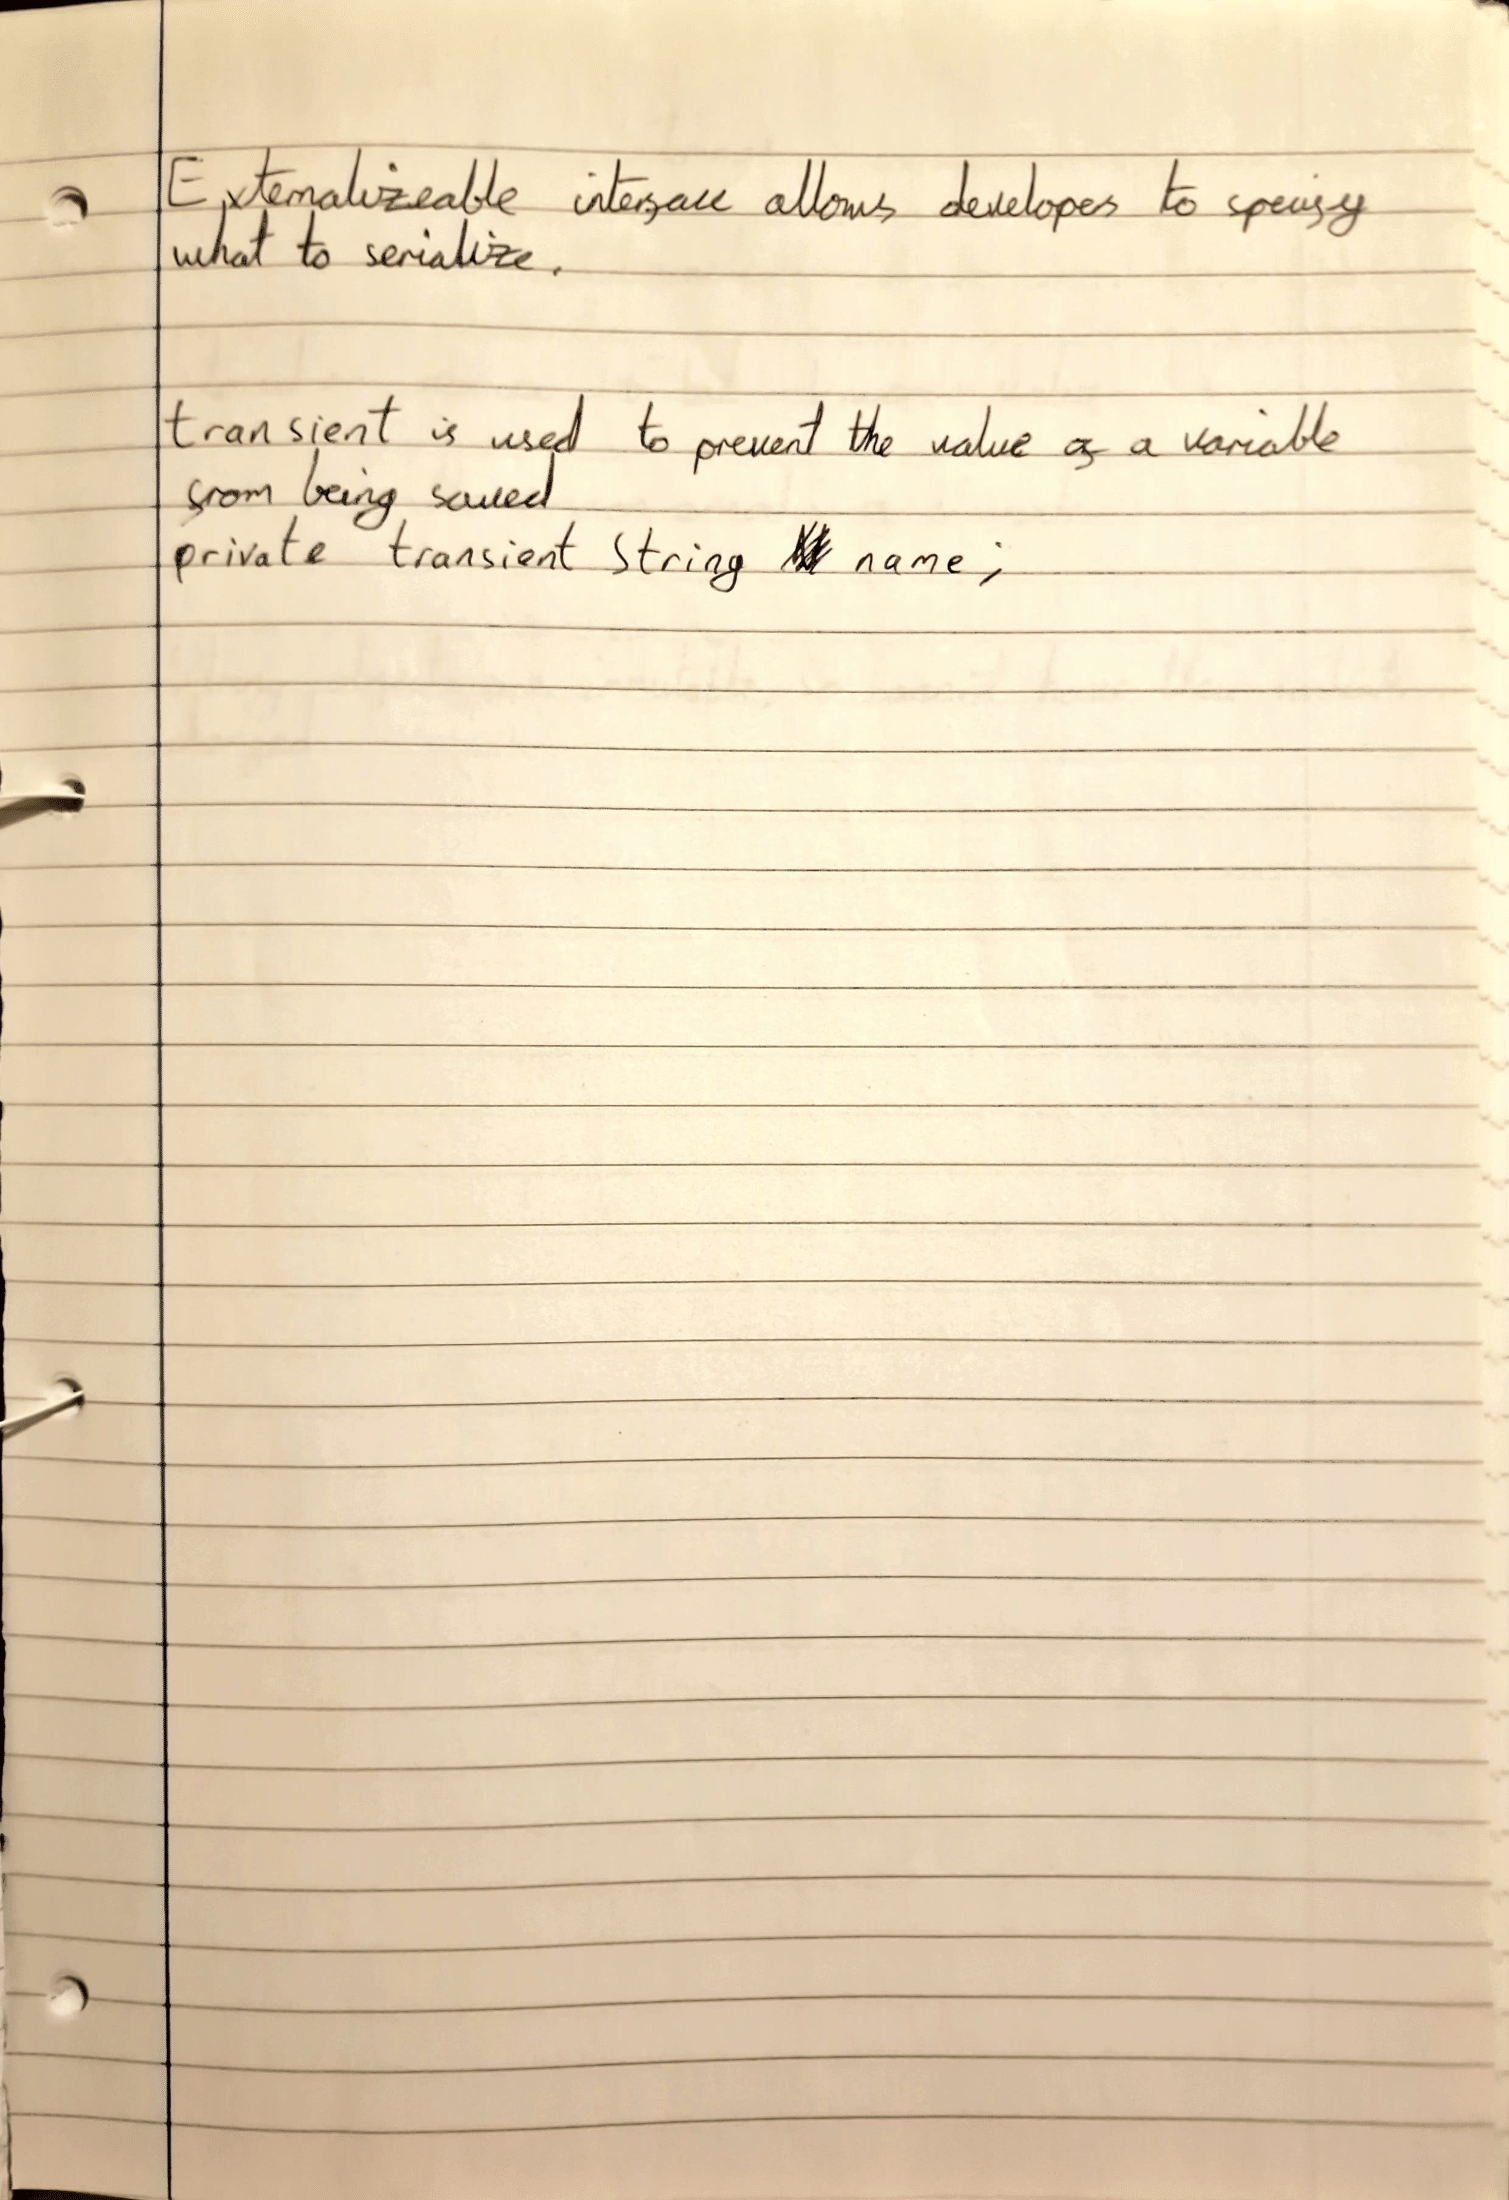 Externalizeable interface allows developes to specify
what to serialize.
transient is used to prevent the value of a variable
from being saved
private transient String name;